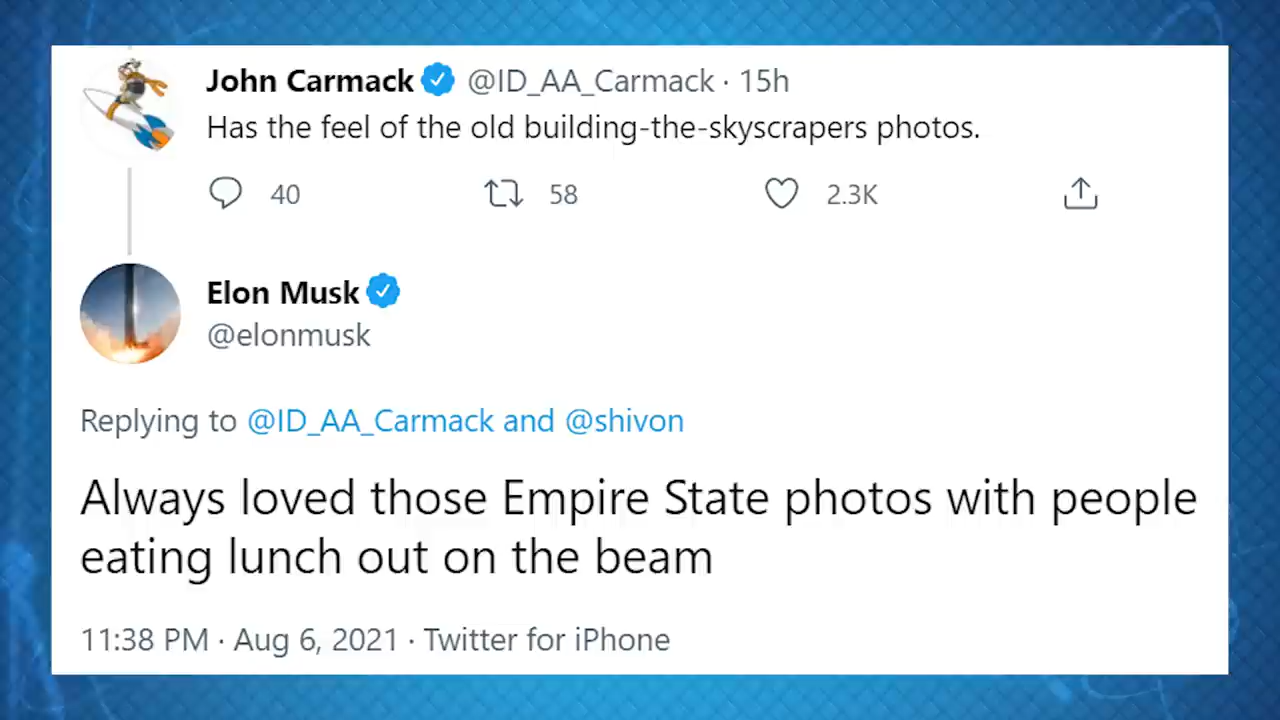 John Carmack @ID_AA_Carmack · 15h
Has the feel of the old building-the-skyscrapers photos.
40 58 2.3K
Elon Musk
@elonmusk
Replying to @ID_AA_Carmack and @shivon
Always loved those Empire State photos with people
eating lunch out on the beam
11:38 PM · Aug 6, 2021 · Twitter for iPhone